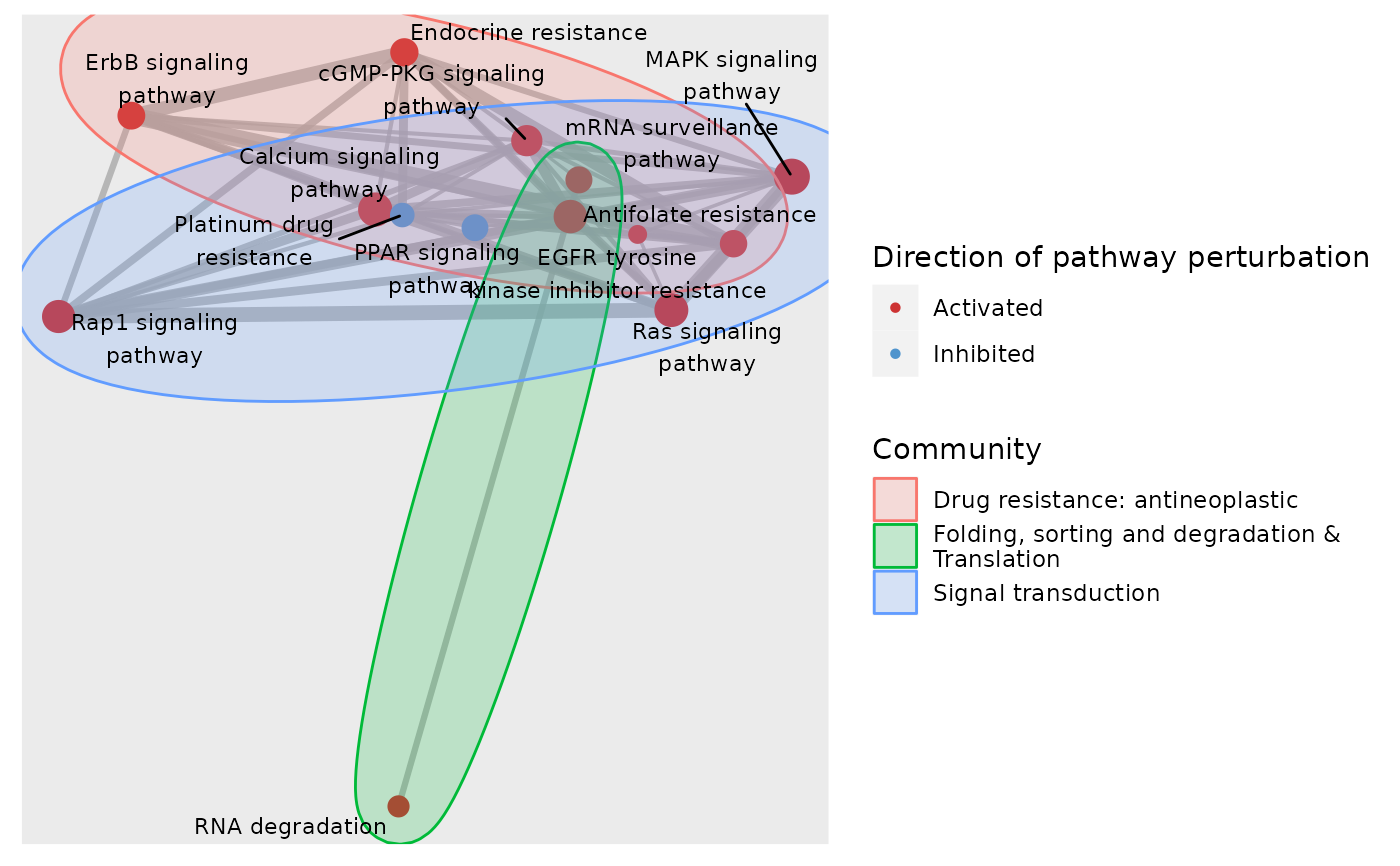 Endocrine resistance
ErbB signaling
pathway
cGMP-PKG signaling
pathway
MAPK signaling
pathway
mRNA surveillance
pathway
Calcium signaling
pathway
Platinum drug
resistance
Antifolate resistance
PPAR signaling
pathway
EGFR tyrosine
kinase inhibitor resistance
Rap1 signaling
pathway
Ras signaling
pathway
RNA degradation
Direction of pathway perturbation
Activated
Inhibited
Community
Drug resistance: antineoplastic
Folding, sorting and degradation &
Translation
Signal transduction